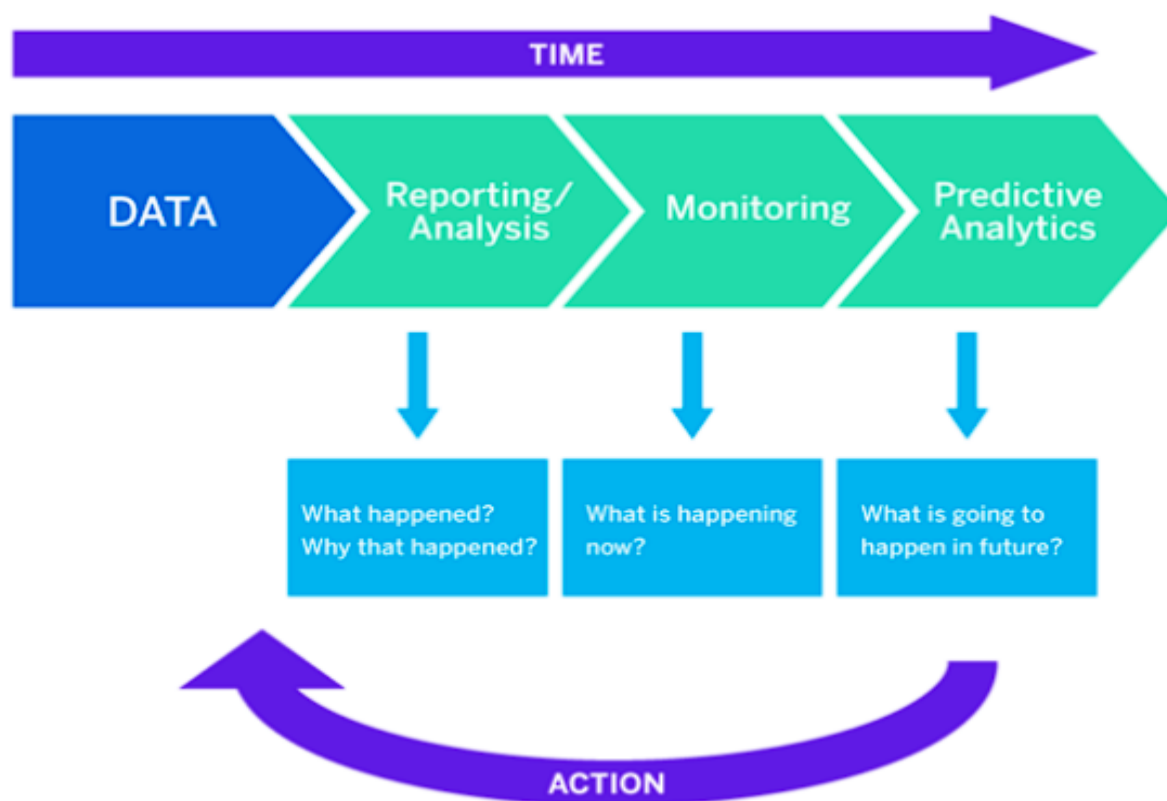 TIME
DATA
Reporting/
Analysis
Monitoring
Predictive
Analytics
What happened?
Why that happened?
What is happening
now?
What is going to
happen in future?
ACTION